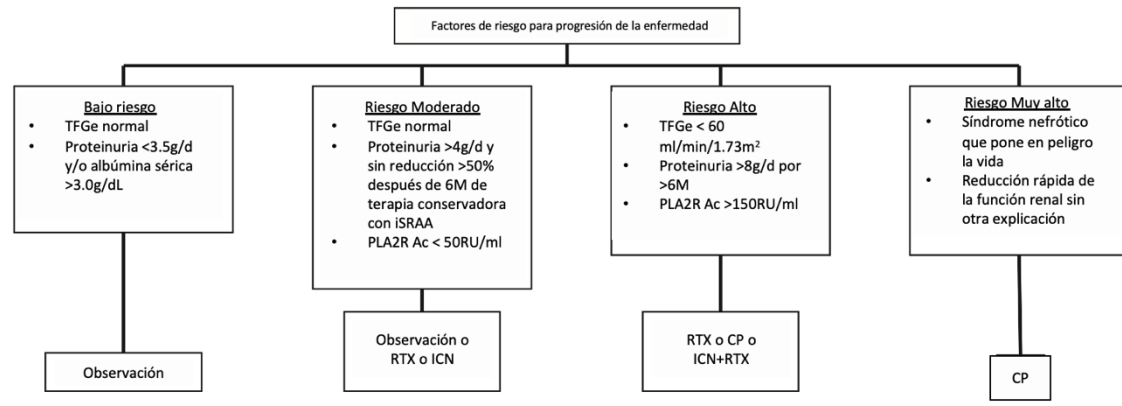 Factores de riesgo para progresión de la enfermedad
Bajo riesgo
• TFGe normal
• Proteinuria <3.5g/d
y/o albúmina sérica
>3.0g/dL
Riesgo Moderado
• TFGe normal
• Proteinuria >4g/d y
sin reducción >50%
después de 6M de
terapia conservadora
con iSRAA
• PLA2R Ac < 50RU/ml
Riesgo Alto
• TFGe < 60
ml/min/1.73m²
• Proteinuria >8g/d por
>6M
• PLA2R Ac >150RU/ml
Riesgo Muy alto
• Síndrome nefrótico
que pone en peligro
la vida
• Reducción rápida de
la función renal sin
otra explicación
Observación
Observación o
RTX o ICN
RTX o CP o
ICN+RTX
CP